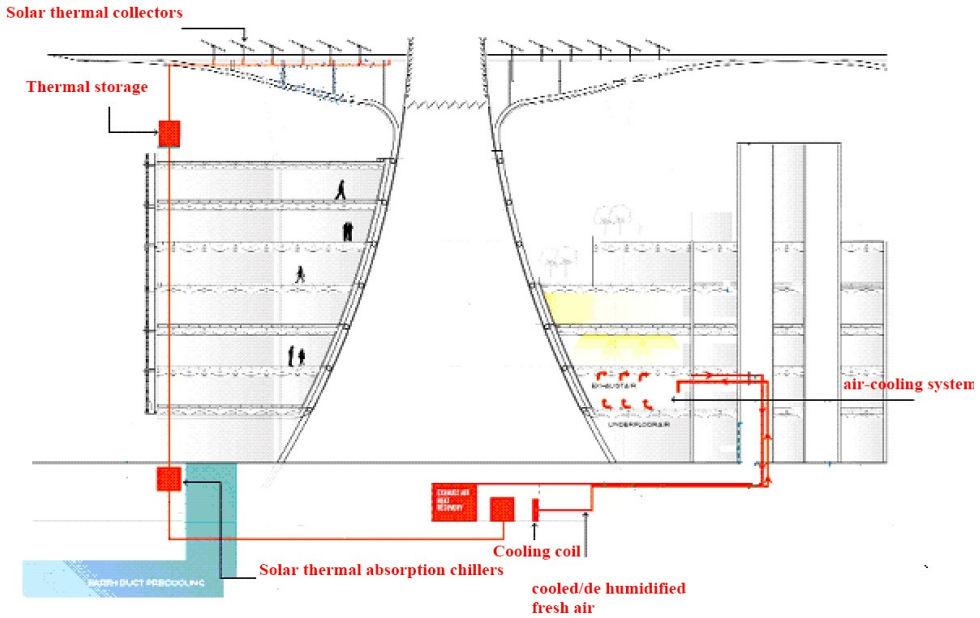 Solar thermal collectors
Thermal storage
EXHAUST AIR
air-cooling system
UNDERFLOOR AIR
EXHAUST AIR
HEAT
RECOVERY
Cooling coil
Solar thermal absorption chillers
EARTH DUCT PRECOOLING
cooled/de humidified
fresh air